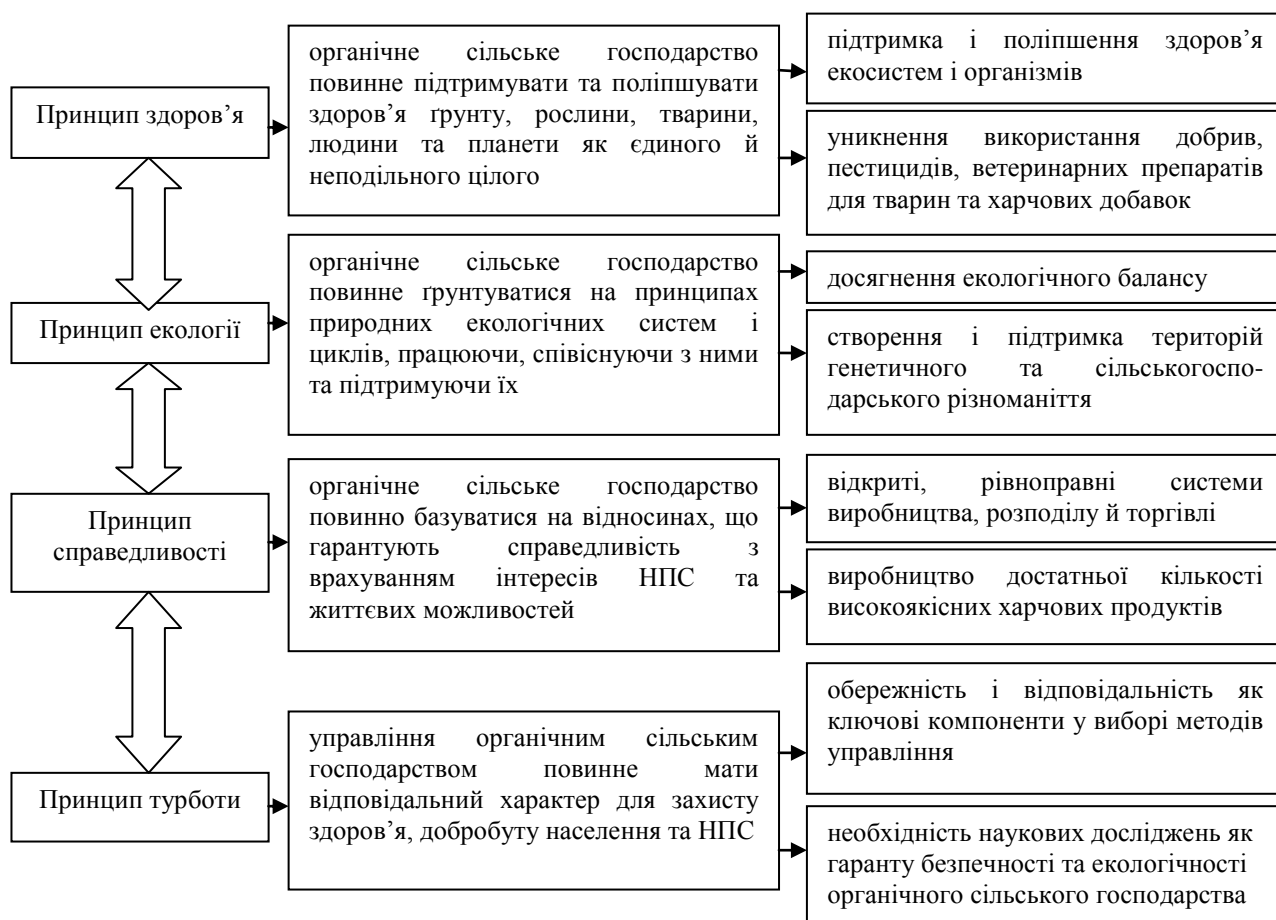 Принцип здоров’я
органічне сільське господарство
повинне підтримувати та поліпшувати
здоров’я ґрунту, рослини, тварини,
людини та планети як єдиного й
неподільного цілого
підтримка і поліпшення здоров’я
екосистем і організмів
уникнення використання добрив,
пестицидів, ветеринарних препаратів
для тварин та харчових добавок
Принцип екології
органічне сільське господарство
повинне ґрунтуватися на принципах
природних екологічних систем і
циклів, працюючи, співіснуючи з ними
та підтримуючи їх
досягнення екологічного балансу
створення і підтримка територій
генетичного та сільськогоспо-
дарського різноманіття
Принцип
справедливості
органічне сільське господарство
повинно базуватися на відносинах, що
гарантують справедливість з
врахуванням інтересів НПС та
життєвих можливостей
відкриті, рівноправні системи
виробництва, розподілу й торгівлі
виробництво достатньої кількості
високоякісних харчових продуктів
Принцип турботи
управління органічним сільським
господарством повинне мати
відповідальний характер для захисту
здоров’я, добробуту населення та НПС
обережність і відповідальність як
ключові компоненти у виборі методів
управління
необхідність наукових досліджень як
гаранту безпечності та екологічності
органічного сільського господарства